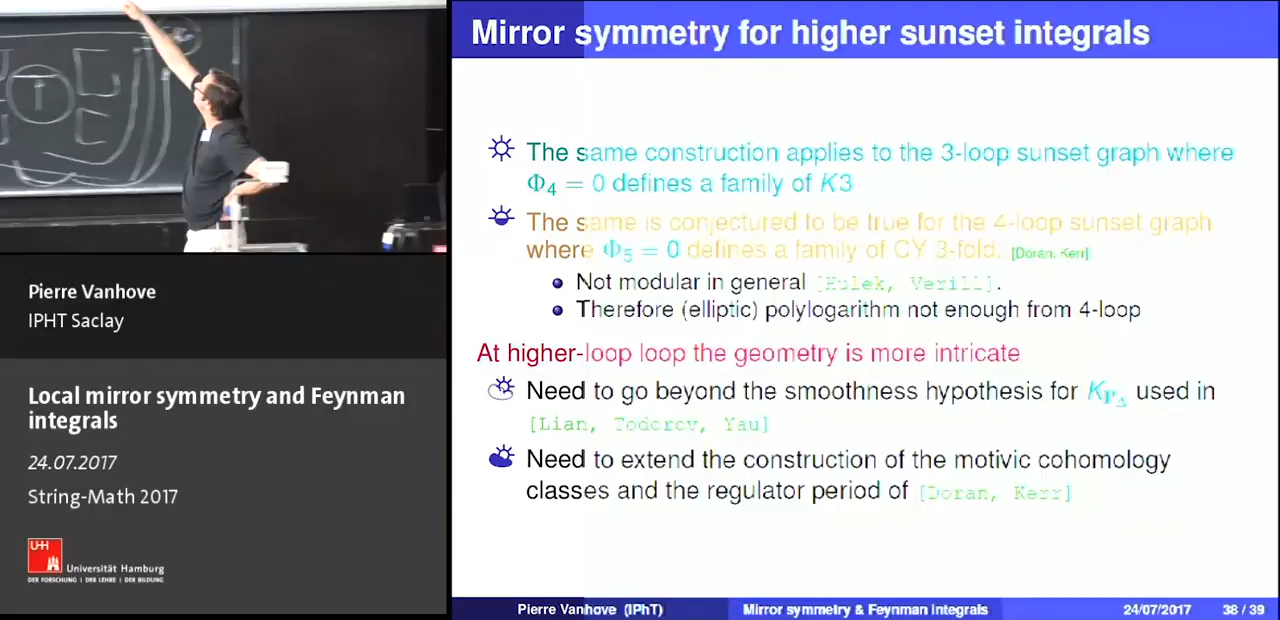 Mirror symmetry for higher sunset integrals
The same construction applies to the 3-loop sunset graph where
Φ₄ = 0 defines a family of K3
The same is conjectured to be true for the 4-loop sunset graph
where Φ₅ = 0 defines a family of CY 3-fold. [Doran, Kerr]
Not modular in general [Hulek, Verill].
Therefore (elliptic) polylogarithm not enough from 4-loop
At higher-loop loop the geometry is more intricate
Need to go beyond the smoothness hypothesis for K_{P_Δ} used in
[Lian, Todorov, Yau]
Need to extend the construction of the motivic cohomology
classes and the regulator period of [Doran, Kerr]
Pierre Vanhove (IPhT) Mirror symmetry & Feynman integrals 24/07/2017 38 / 39
Pierre Vanhove
IPHT Saclay
Local mirror symmetry and Feynman
integrals
24.07.2017
String-Math 2017
UH
Universität Hamburg
DER FORSCHUNG | DER LEHRE | DER BILDUNG